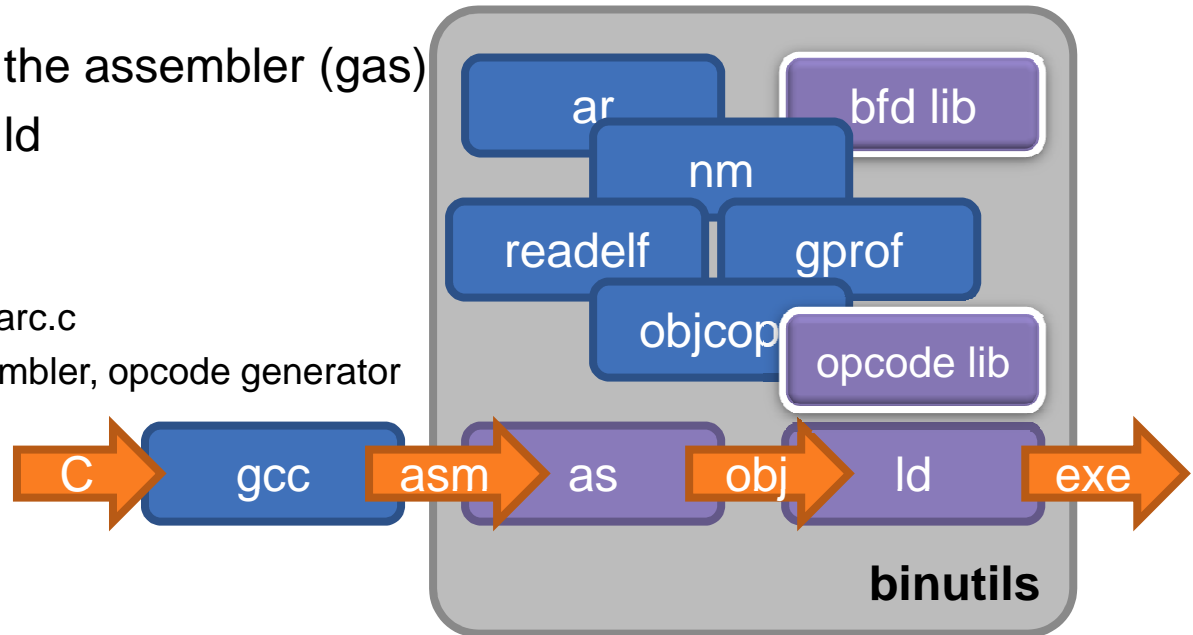 the assembler (gas)
ld
arc.c
mbler, opcode generator
ar
bfd lib
nm
readelf
gprof
objcop
opcode lib
C
gcc
asm
as
obj
ld
exe
binutils